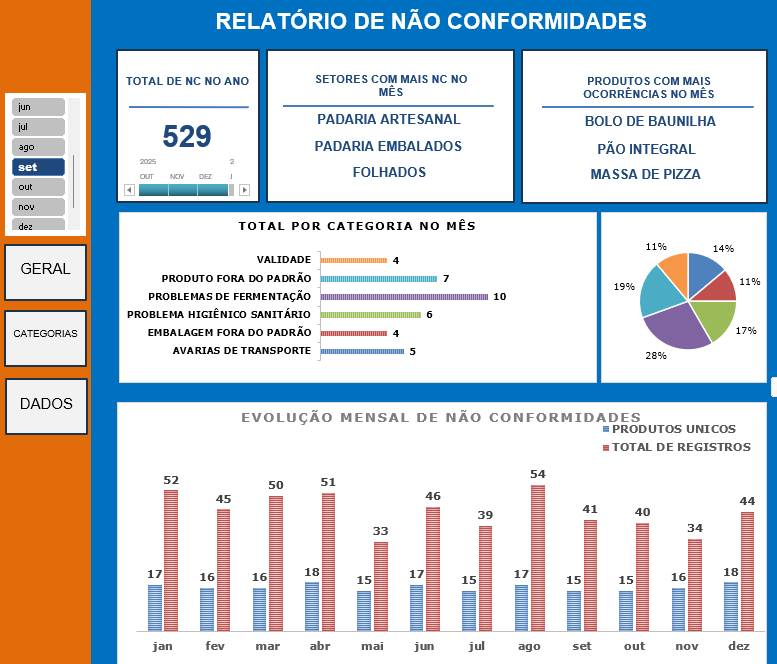 RELATÓRIO DE NÃO CONFORMIDADES
jun
jul
ago
set
out
nov
dez
GERAL
CATEGORIAS
DADOS
TOTAL DE NC NO ANO
529
2025 2
OUT NOV DEZ J
SETORES COM MAIS NC NO
MÊS
PADARIA ARTESANAL
PADARIA EMBALADOS
FOLHADOS
PRODUTOS COM MAIS
OCORRÊNCIAS NO MÊS
BOLO DE BAUNILHA
PÃO INTEGRAL
MASSA DE PIZZA
TOTAL POR CATEGORIA NO MÊS
VALIDADE 4
PRODUTO FORA DO PADRÃO 7
PROBLEMAS DE FERMENTAÇÃO 10
PROBLEMA HIGIÊNICO SANITÁRIO 6
EMBALAGEM FORA DO PADRÃO 4
AVARIAS DE TRANSPORTE 5
11% 14%
19% 11%
17%
28%
EVOLUÇÃO MENSAL DE NÃO CONFORMIDADES
PRODUTOS UNICOS
TOTAL DE REGISTROS
52 45 50 51 33 46 39 54 41 40 34 44
17 16 16 18 15 17 15 17 15 15 16 18
jan fev mar abr mai jun jul ago set out nov dez